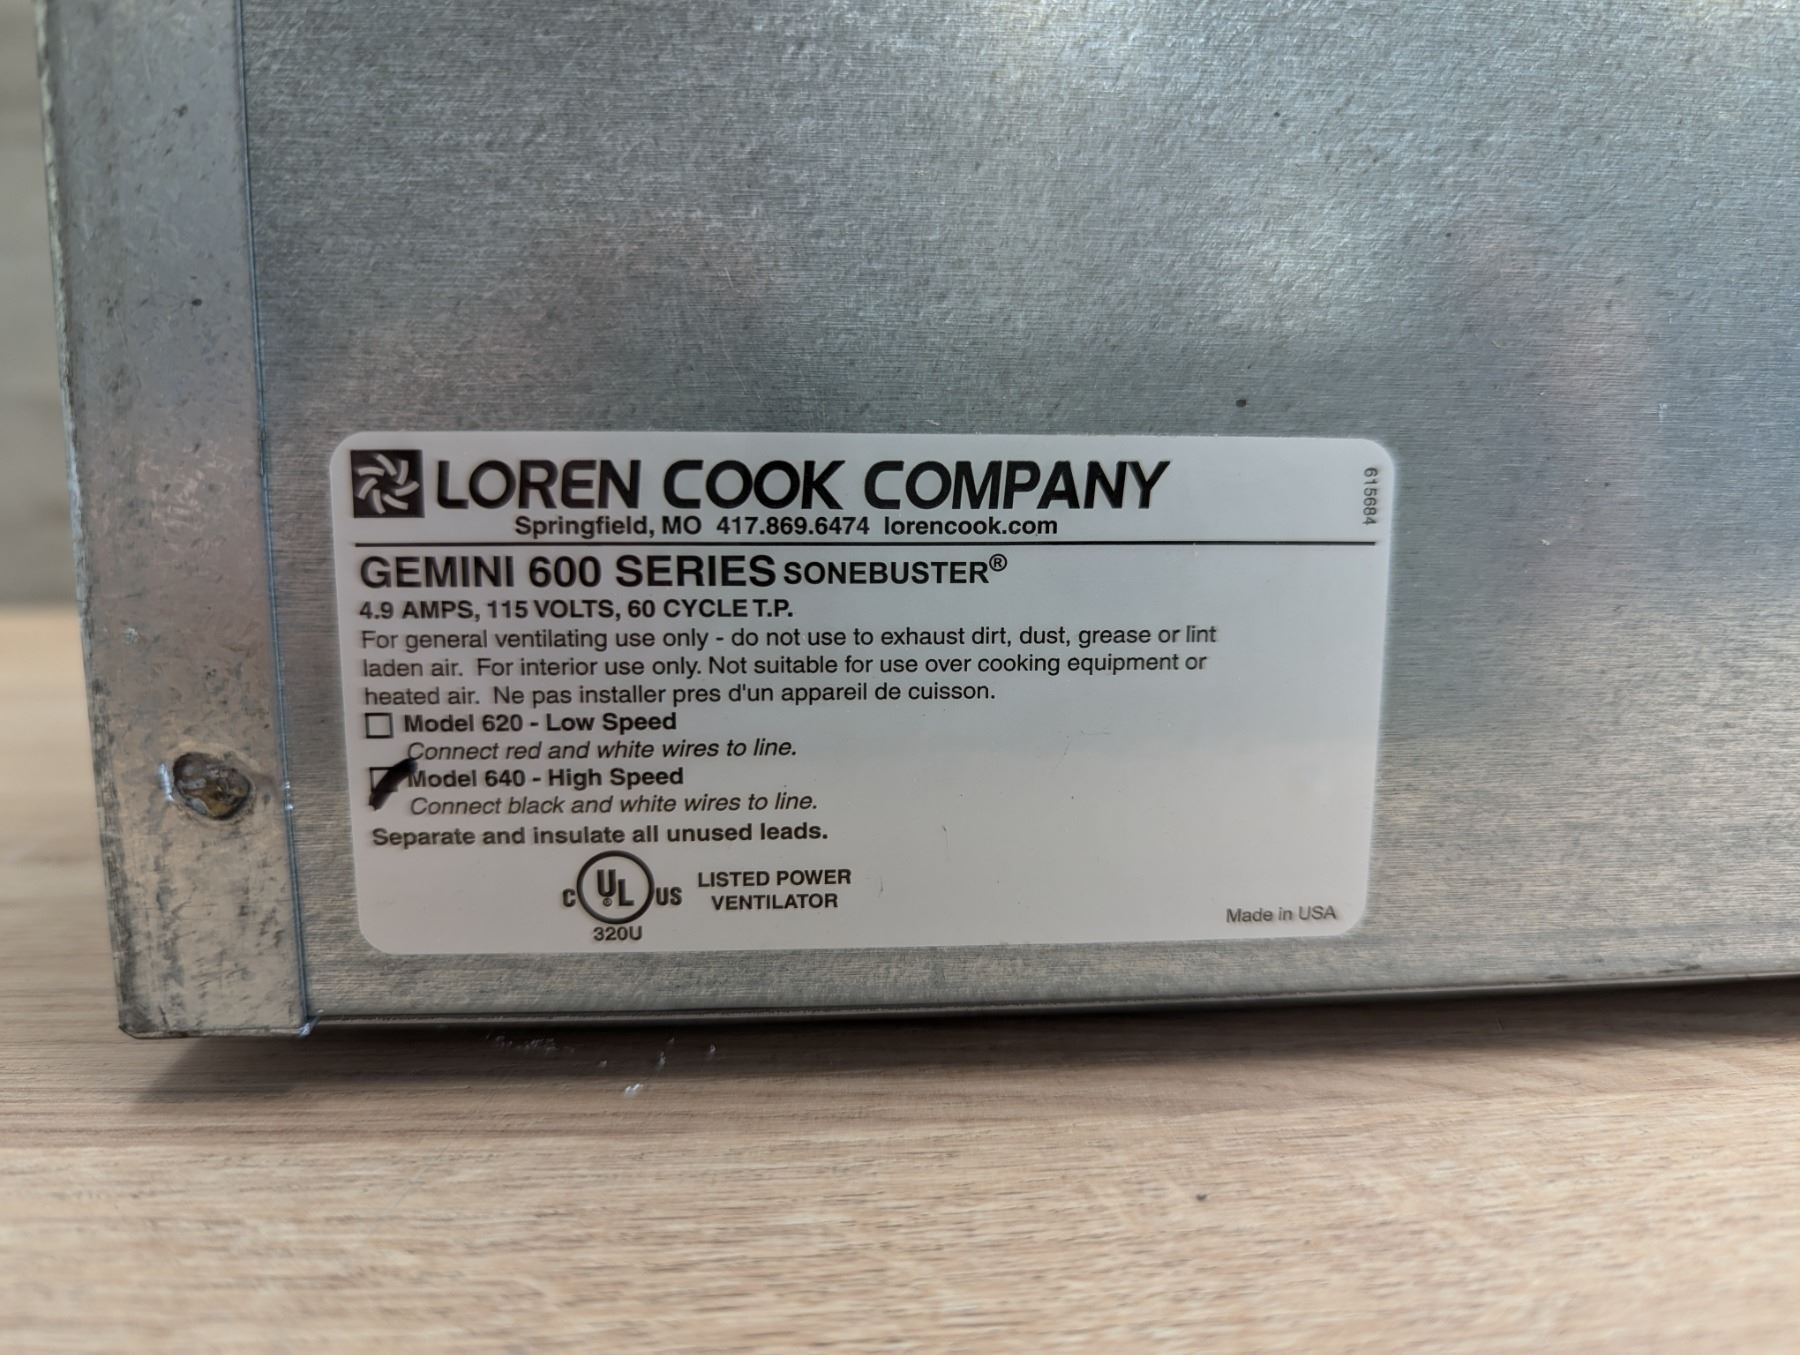 LOREN COOK COMPANY
Springfield, MO 417.869.6474 lorencook.com
615684
GEMINI 600 SERIES SONEBUSTER®
4.9 AMPS, 115 VOLTS, 60 CYCLE T.P.
For general ventilating use only - do not use to exhaust dirt, dust, grease or lint
laden air. For interior use only. Not suitable for use over cooking equipment or
heated air. Ne pas installer pres d'un appareil de cuisson.
Model 620 - Low Speed
Connect red and white wires to line.
Model 640 - High Speed
Connect black and white wires to line.
Separate and insulate all unused leads.
C UL® US LISTED POWER
VENTILATOR
320U
Made in USA